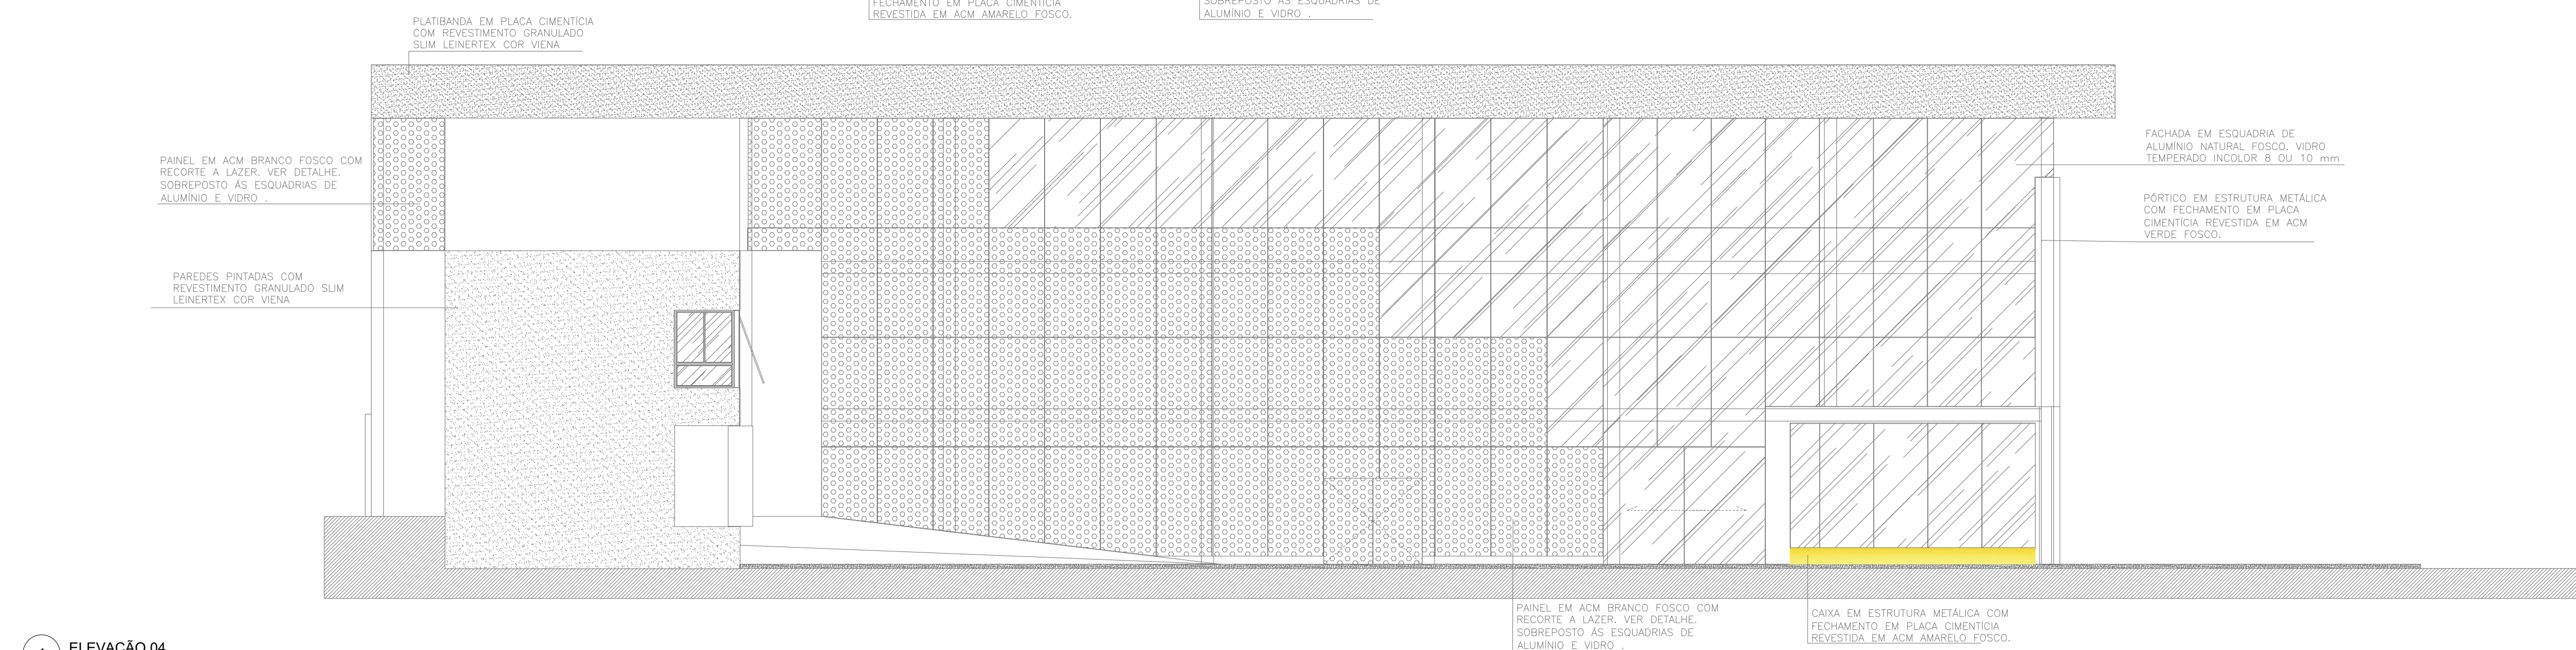 FECHAMENTO EM PLACA CIMENTÍCIA
REVESTIDA EM ACM AMARELO FOSCO.
SOBREPOSTO ÁS ESQUADRIAS DE
ALUMÍNIO E VIDRO .
PLATIBANDA EM PLACA CIMENTÍCIA
COM REVESTIMENTO GRANULADO
SLIM LEINERTEX COR VIENA
PAINEL EM ACM BRANCO FOSCO COM
RECORTE A LAZER. VER DETALHE.
SOBREPOSTO ÁS ESQUADRIAS DE
ALUMÍNIO E VIDRO .
FACHADA EM ESQUADRIA DE
ALUMÍNIO NATURAL FOSCO. VIDRO
TEMPERADO INCOLOR 8 OU 10 mm
PÓRTICO EM ESTRUTURA METÁLICA
COM FECHAMENTO EM PLACA
CIMENTÍCIA REVESTIDA EM ACM
VERDE FOSCO.
PAREDES PINTADAS COM
REVESTIMENTO GRANULADO SLIM
LEINERTEX COR VIENA
PAINEL EM ACM BRANCO FOSCO COM
RECORTE A LAZER. VER DETALHE.
SOBREPOSTO ÁS ESQUADRIAS DE
ALUMÍNIO E VIDRO .
CAIXA EM ESTRUTURA METÁLICA COM
FECHAMENTO EM PLACA CIMENTÍCIA
REVESTIDA EM ACM AMARELO FOSCO.
ELEVAÇÃO 04